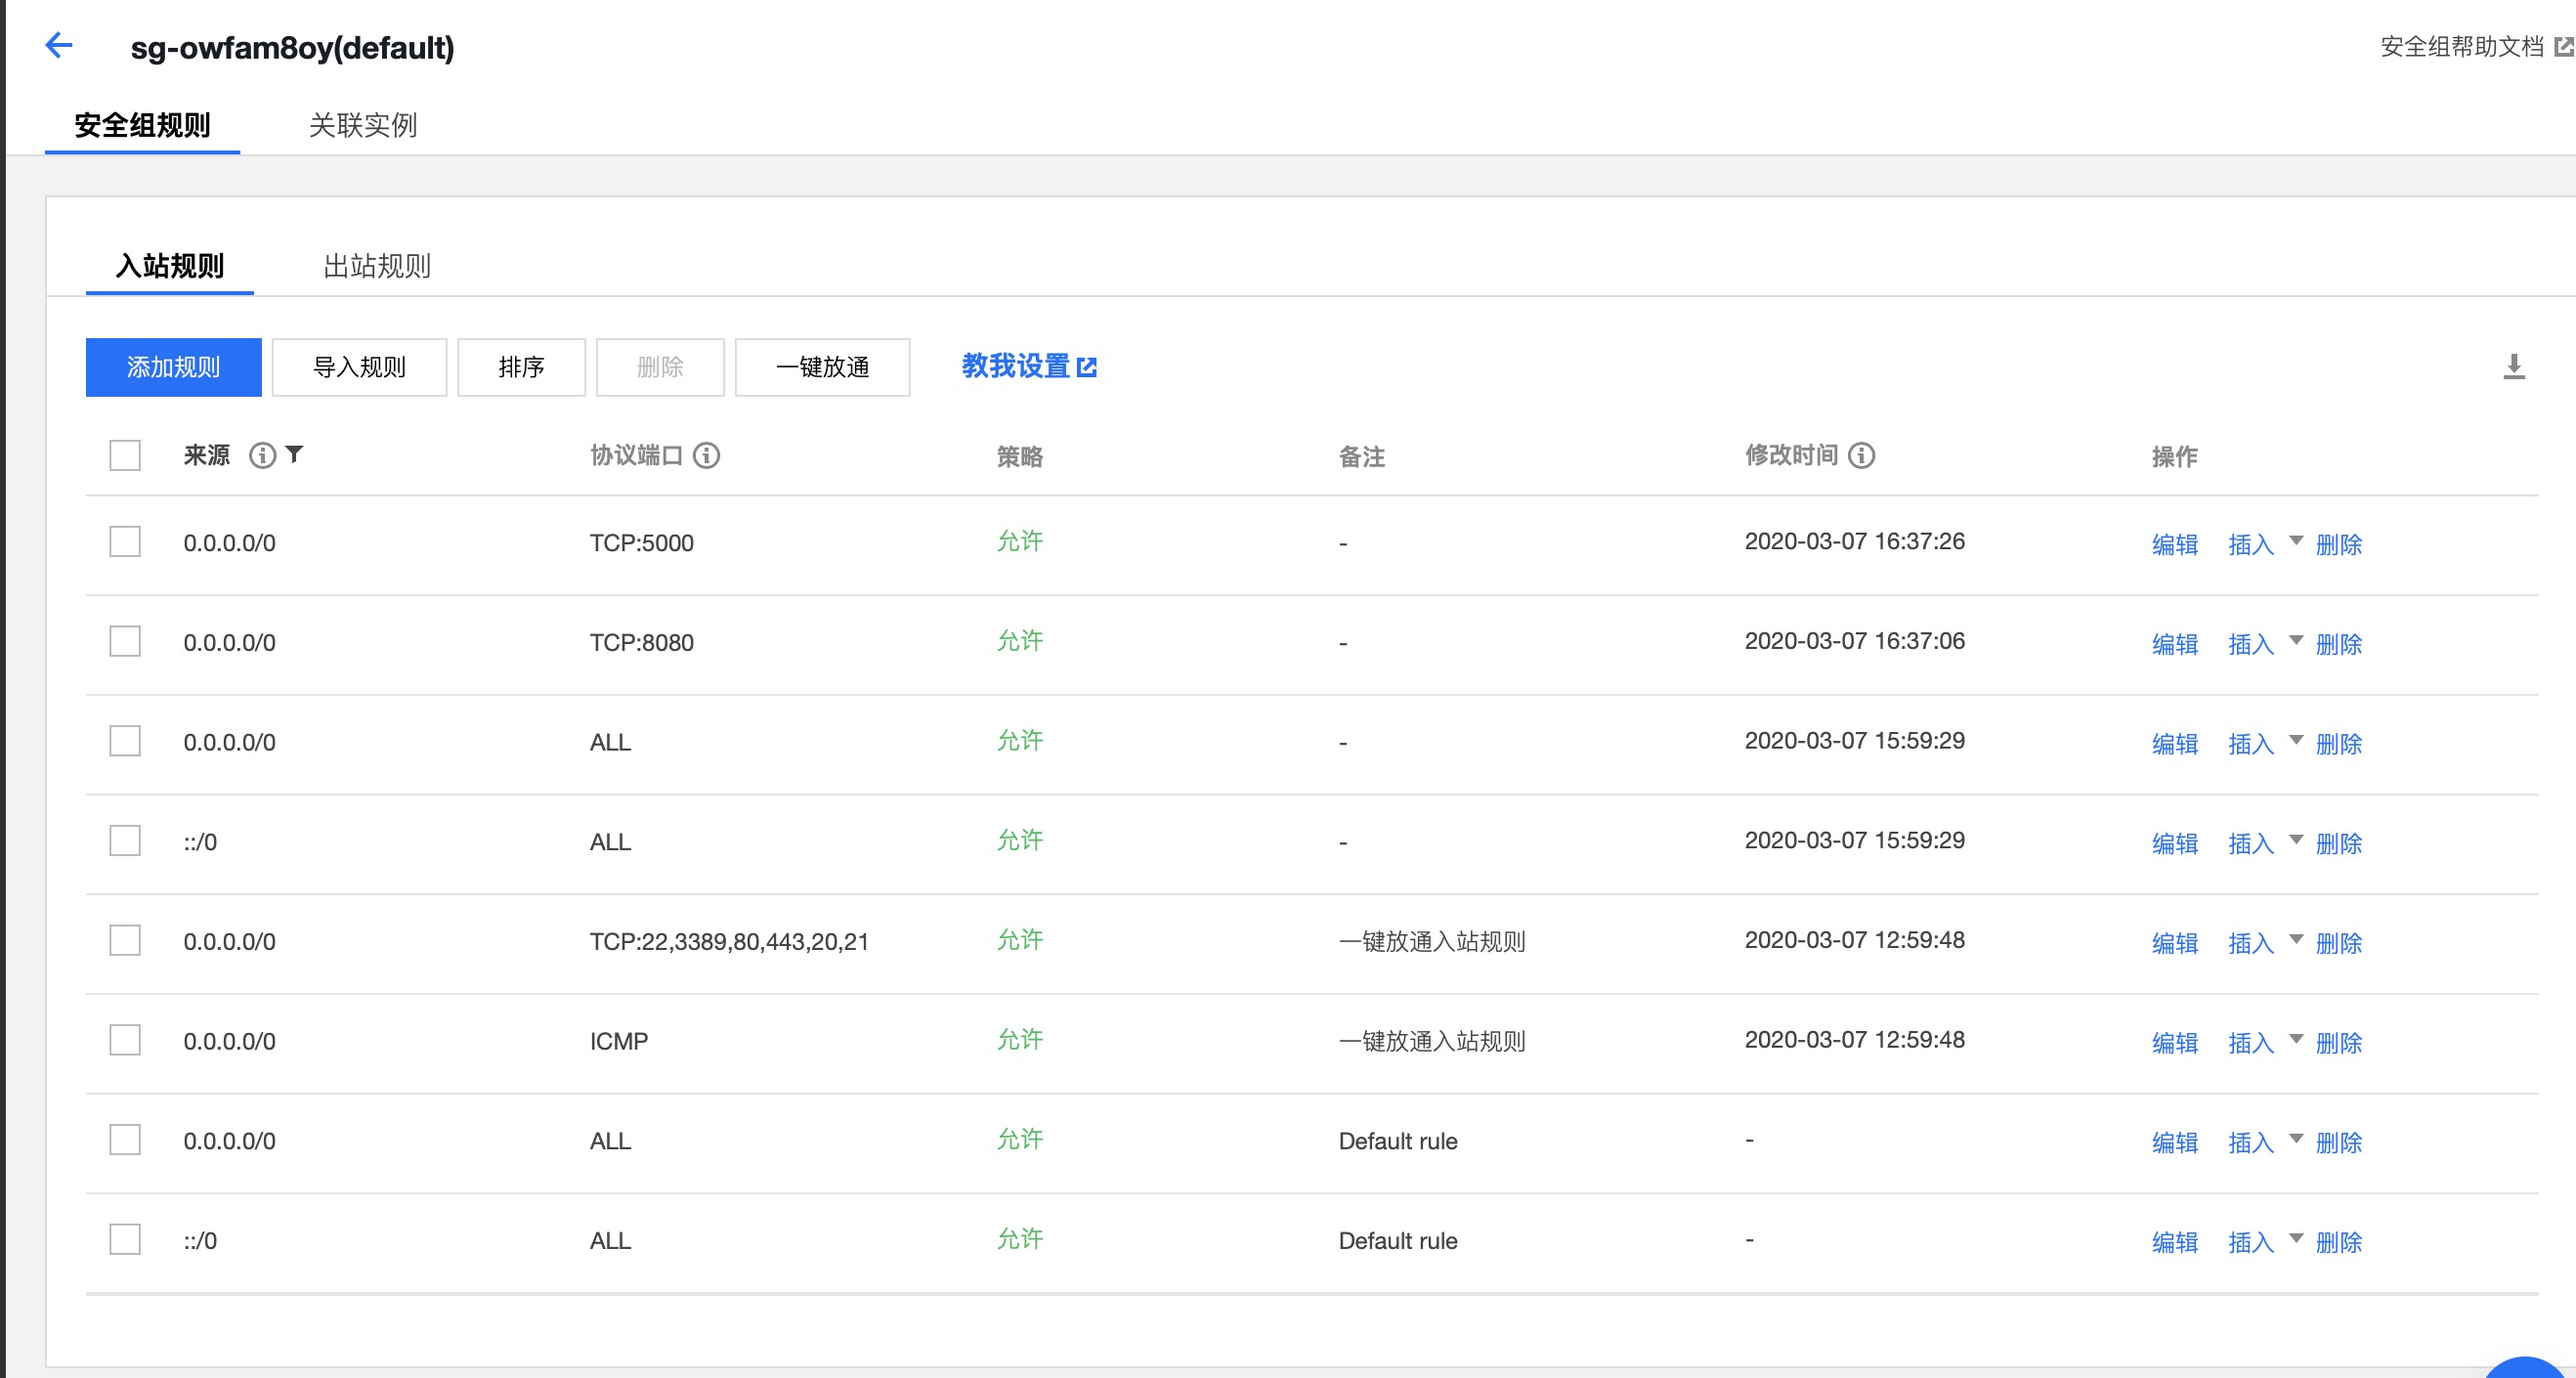 sg-owfam8oy(default) 安全组帮助文档
安全组规则 关联实例
入站规则 出站规则
添加规则 导入规则 排序 删除 一键放通 教我设置
来源 协议端口 策略 备注 修改时间 操作
0.0.0.0/0 TCP:5000 允许 - 2020-03-07 16:37:26 编辑 插入 删除
0.0.0.0/0 TCP:8080 允许 - 2020-03-07 16:37:06 编辑 插入 删除
0.0.0.0/0 ALL 允许 - 2020-03-07 15:59:29 编辑 插入 删除
::/0 ALL 允许 - 2020-03-07 15:59:29 编辑 插入 删除
0.0.0.0/0 TCP:22,3389,80,443,20,21 允许 一键放通入站规则 2020-03-07 12:59:48 编辑 插入 删除
0.0.0.0/0 ICMP 允许 一键放通入站规则 2020-03-07 12:59:48 编辑 插入 删除
0.0.0.0/0 ALL 允许 Default rule - 编辑 插入 删除
::/0 ALL 允许 Default rule - 编辑 插入 删除